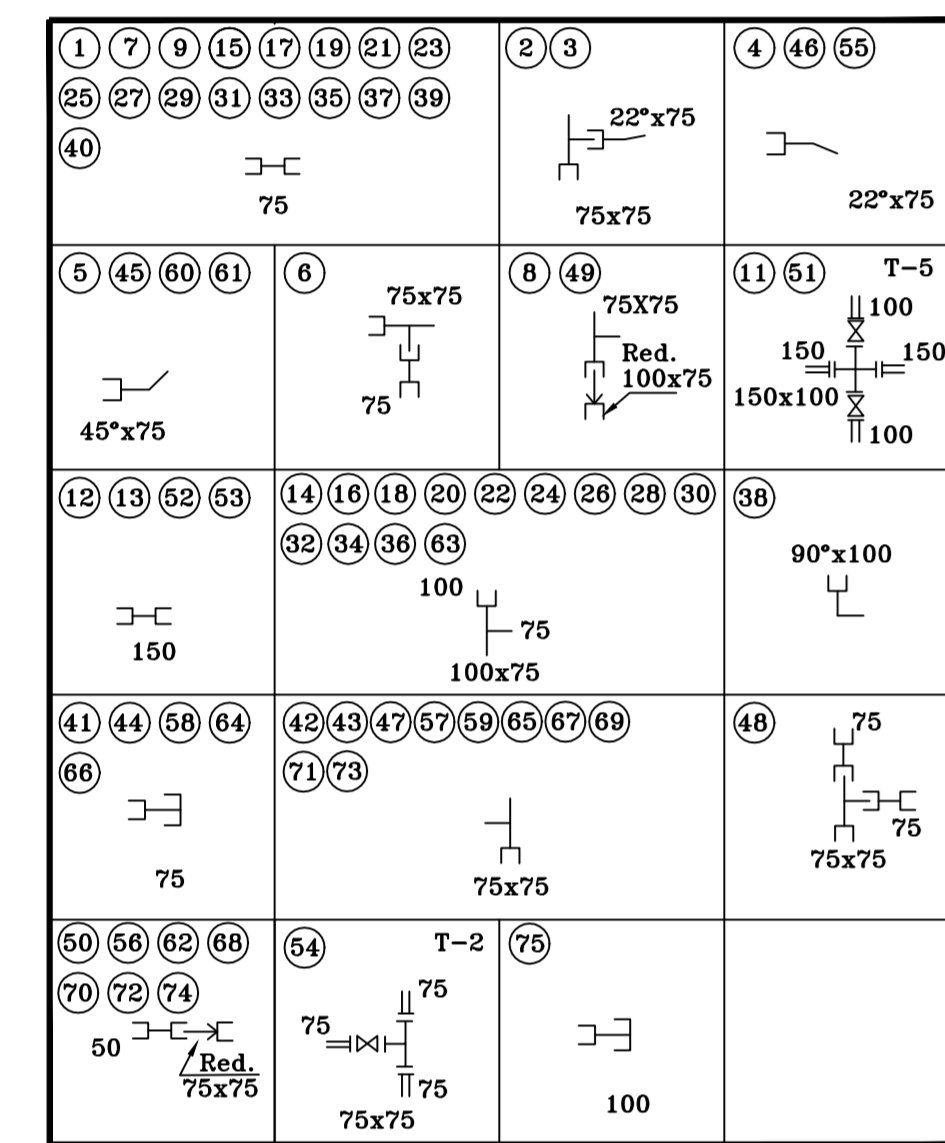 1 7 9 15 17 19 21 23
25 27 29 31 33 35 37 39
40
75
2 3
22°x75
75x75
4 46 55
22°x75
5 45 60 61
45°x75
6
75x75
75
8 49
75X75
Red.
100x75
11 51 T-5
100
150 150
150x100
100
12 13 52 53
150
14 16 18 20 22 24 26 28 30
32 34 36 63
100
75
100x75
38
90°x100
41 44 58 64
66
75
42 43 47 57 59 65 67 69
71 73
75x75
48
75
75
75x75
50 56 62 68
70 72 74
50
Red.
75x75
54 T-2
75
75
75
75x75
75
100